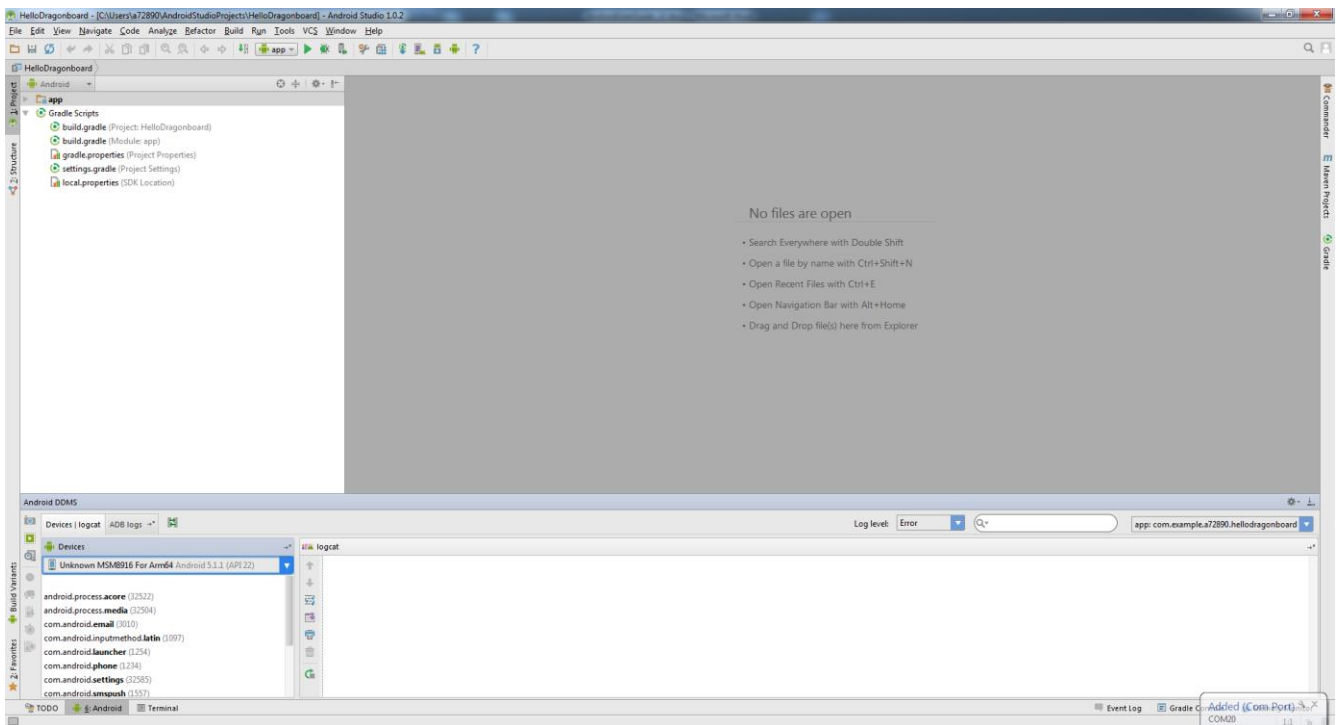 HelloDragonboard - [C:\Users\a72890\AndroidStudioProjects\HelloDragonboard] - Android Studio 1.0.2
File Edit View Navigate Code Analyze Refactor Build Run Tools VCS Window Help
app
HelloDragonboard
Android
app
Gradle Scripts
build.gradle (Project: HelloDragonboard)
build.gradle (Module: app)
gradle.properties (Project Properties)
settings.gradle (Project Settings)
local.properties (SDK Location)
1: Project
2: Structure
Build Variants
2: Favorites
Commander
Maven Projects
Gradle
No files are open
• Search Everywhere with Double Shift
• Open a file by name with Ctrl+Shift+N
• Open Recent Files with Ctrl+E
• Open Navigation Bar with Alt+Home
• Drag and Drop file(s) here from Explorer
Android DDMS
Devices | logcat ADB logs
Log level: Error
app: com.example.a72890.hellodragonboard
Devices
logcat
Unknown MSM8916 For Arm64 Android 5.1.1 (API 22)
android.process.acore (32522)
android.process.media (32504)
com.android.email (3010)
com.android.inputmethod.latin (1097)
com.android.launcher (1254)
com.android.phone (1234)
com.android.settings (32585)
com.android.smspush (1557)
TODO 6: Android Terminal
Event Log Gradle
Added (Com Port)
COM20
1:1